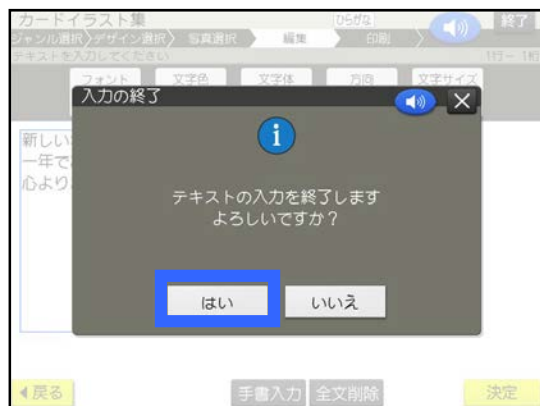 カードイラスト集
ひらがな
終了
ジャンル選択〉デザイン選択〉写真選択
編集
印刷
テキストを入力してください
フォント
文字色
文字体
方向
文字サイズ
入力の終了
新しい
一年で
心より
テキストの入力を終了します
よろしいですか？
はい
いいえ
戻る
手書入力
全文削除
決定